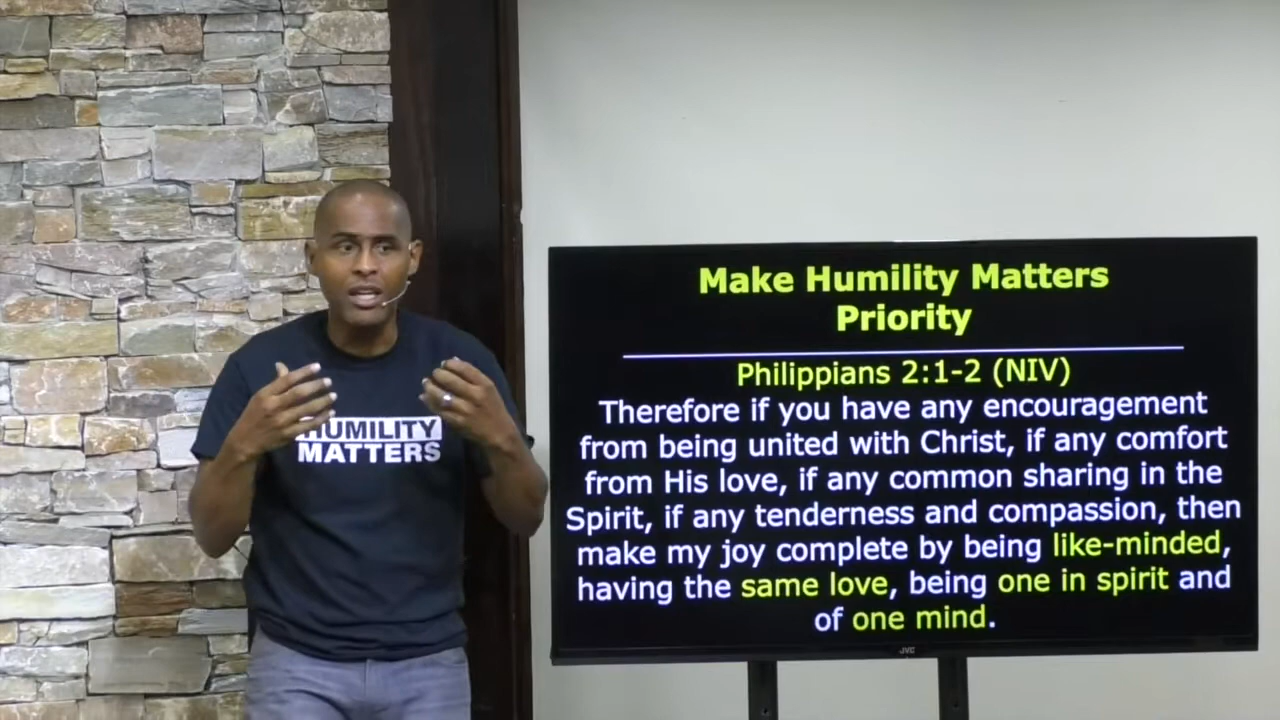 HUMILITY
MATTERS
Make Humility Matters
Priority
Philippians 2:1-2 (NIV)
Therefore if you have any encouragement
from being united with Christ, if any comfort
from His love, if any common sharing in the
Spirit, if any tenderness and compassion, then
make my joy complete by being like-minded,
having the same love, being one in spirit and
of one mind.
JVC